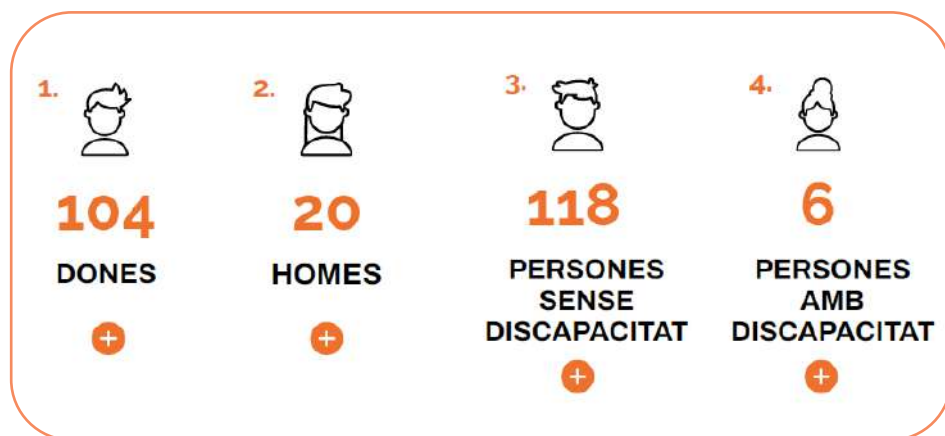 1.
104
DONES
+
2.
20
HOMES
+
3.
118
PERSONES
SENSE
DISCAPACITAT
+
4.
6
PERSONES
AMB
DISCAPACITAT
+